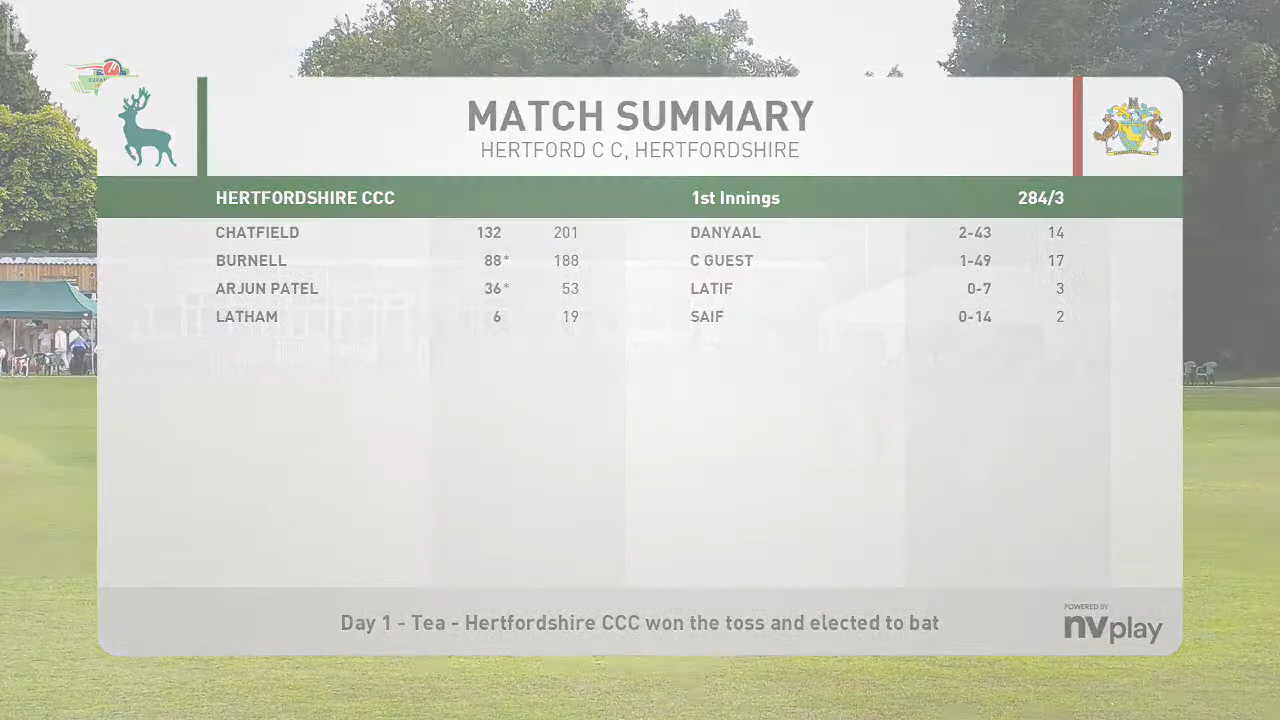 MATCH SUMMARY
HERTFORD C C, HERTFORDSHIRE
HERTFORDSHIRE CCC 1st Innings 284/3
CHATFIELD 132 201 DANYAAL 2-43 14
BURNELL 88* 188 C GUEST 1-49 17
ARJUN PATEL 36* 53 LATIF 0-7 3
LATHAM 6 19 SAIF 0-14 2
Day 1 - Tea - Hertfordshire CCC won the toss and elected to bat
POWERED BY
nvplay